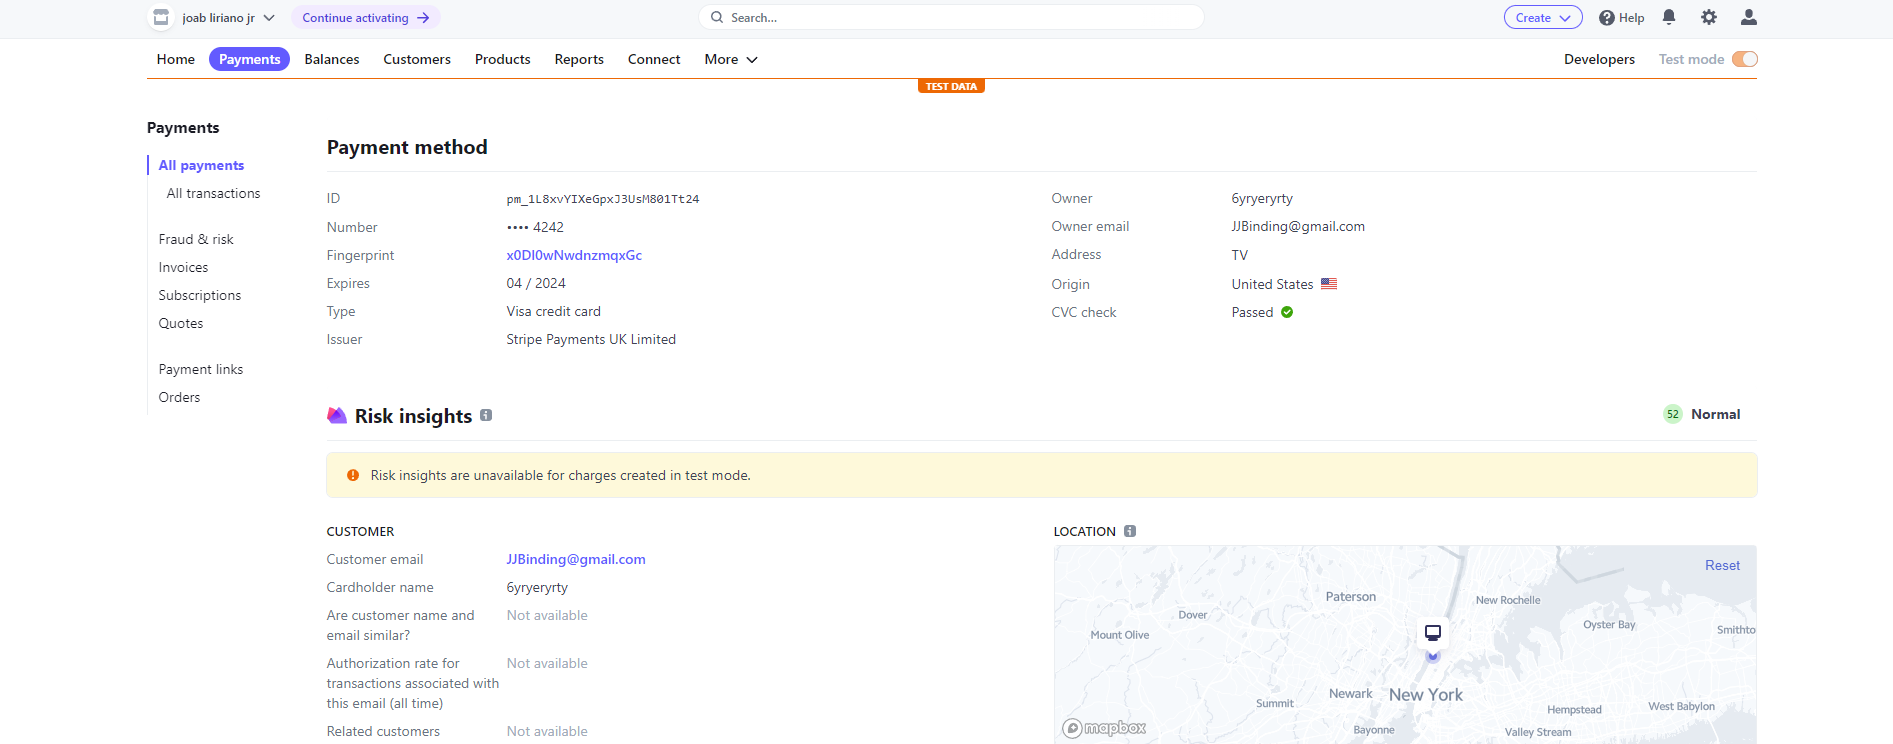 joab liriano jr
Continue activating
Search...
Create
Help
Home
Payments
Balances
Customers
Products
Reports
Connect
More
Developers
Test mode
TEST DATA
Payments
All payments
All transactions
Fraud & risk
Invoices
Subscriptions
Quotes
Payment links
Orders
Payment method
ID pm_1L8xvYIXeGpxJ3UsM801Tt24
Number •••• 4242
Fingerprint x0DI0wNwdnzmqxGc
Expires 04 / 2024
Type Visa credit card
Issuer Stripe Payments UK Limited
Owner 6yryeryrty
Owner email JJBinding@gmail.com
Address TV
Origin United States
CVC check Passed
Risk insights
52 Normal
Risk insights are unavailable for charges created in test mode.
CUSTOMER
Customer email JJBinding@gmail.com
Cardholder name 6yryeryrty
Are customer name and
email similar?
Not available
Authorization rate for
transactions associated with
this email (all time)
Not available
Related customers Not available
LOCATION
Reset
Paterson
New Rochelle
Dover
Oyster Bay
Mount Olive
Smithto
Newark
New York
Summit
Hempstead
West Babylon
mapbox
Bayonne
Valley Stream